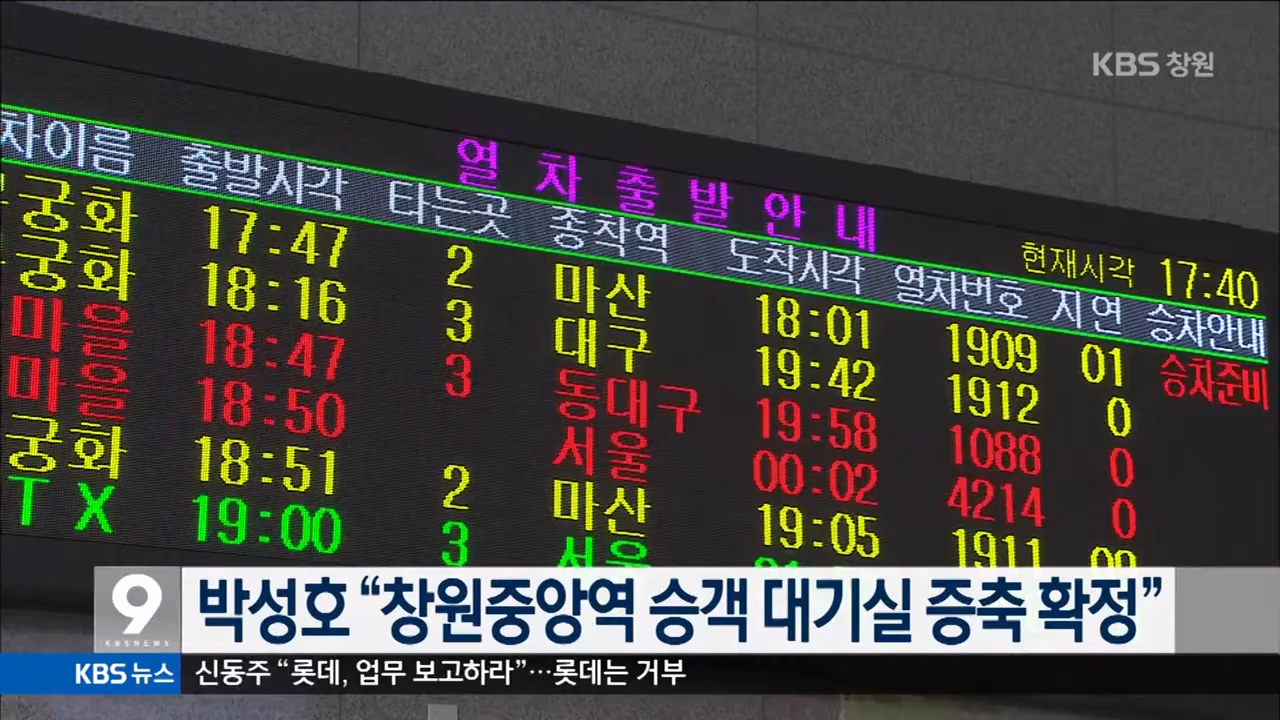 KBS 창원
열 차 출 발 안 내
현재시각 17:40
차이름 출발시각 타는곳 종착역 도착시각 열차번호 지연 승차안내
궁화 17:47 2 마산 18:01 1909 01 승차준비
궁화 18:16 3 대구 19:42 1912 0
마을 18:47 3 동대구 19:58 1088 0
마을 18:50 서울 00:02 4214 0
궁화 18:51 2 마산 19:05 1911
T X 19:00 3 서울
9 박성호 “창원중앙역 승객 대기실 증축 확정”
KBS NEWS
KBS 뉴스 신동주 “롯데, 업무 보고하라”…롯데는 거부